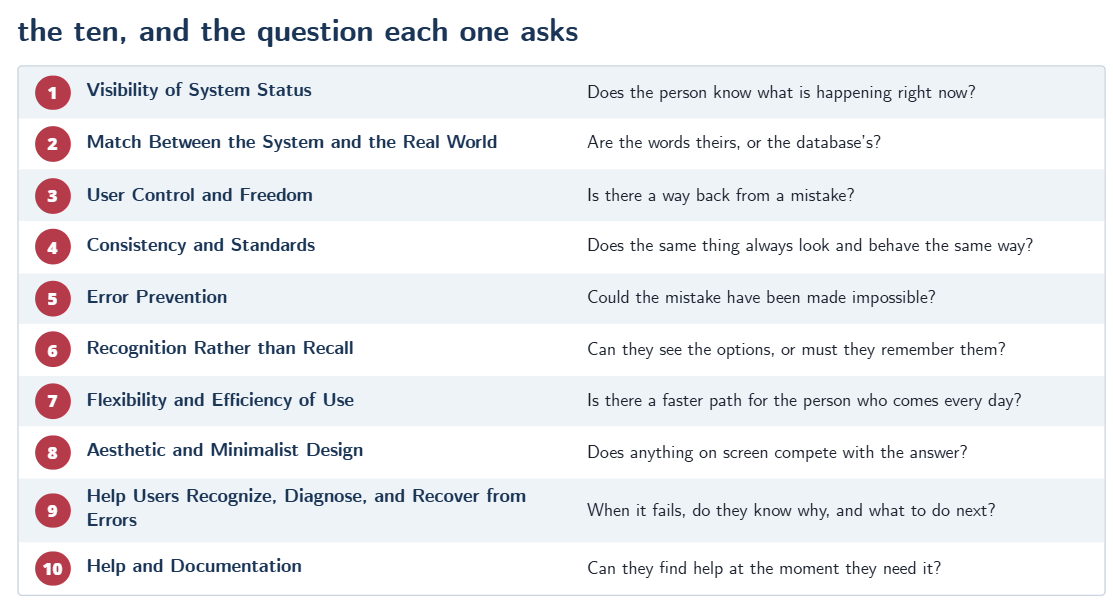 the ten, and the question each one asks
1 Visibility of System Status Does the person know what is happening right now?
2 Match Between the System and the Real World Are the words theirs, or the database's?
3 User Control and Freedom Is there a way back from a mistake?
4 Consistency and Standards Does the same thing always look and behave the same way?
5 Error Prevention Could the mistake have been made impossible?
6 Recognition Rather than Recall Can they see the options, or must they remember them?
7 Flexibility and Efficiency of Use Is there a faster path for the person who comes every day?
8 Aesthetic and Minimalist Design Does anything on screen compete with the answer?
9 Help Users Recognize, Diagnose, and Recover from
Errors When it fails, do they know why, and what to do next?
10 Help and Documentation Can they find help at the moment they need it?